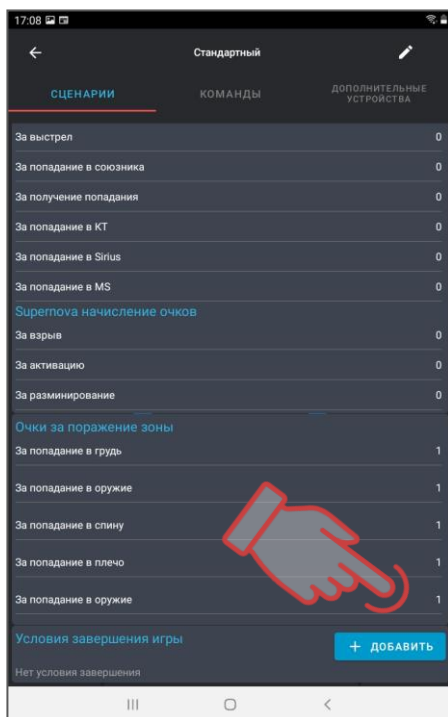 17:08
Стандартный
СЦЕНАРИИ
КОМАНДЫ
ДОПОЛНИТЕЛЬНЫЕ
УСТРОЙСТВА
За выстрел 0
За попадание в союзника 0
За получение попадания 0
За попадание в КТ 0
За попадание в Sirius 0
За попадание в MS 0
Supernova начисление очков
За взрыв 0
За активацию 0
За разминирование 0
Очки за поражение зоны
За попадание в грудь 1
За попадание в оружие 1
За попадание в спину 1
За попадание в плечо 1
За попадание в оружие 1
Условия завершения игры
+ ДОБАВИТЬ
Нет условия завершения